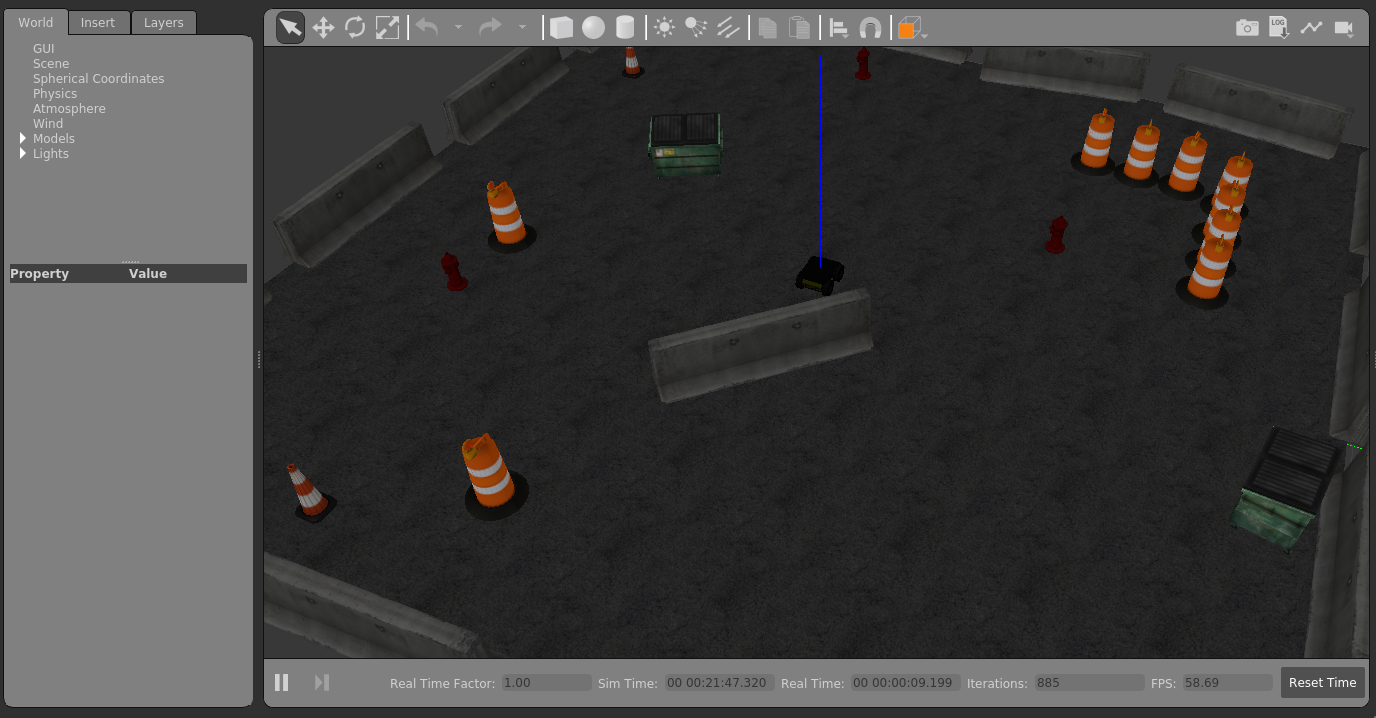 World Insert Layers
GUI
Scene
Spherical Coordinates
Physics
Atmosphere
Wind
Models
Lights
Property Value
LOG
Real Time Factor: 1.00 Sim Time: 00 00:21:47.320 Real Time: 00 00:00:09.199 Iterations: 885 FPS: 58.69 Reset Time